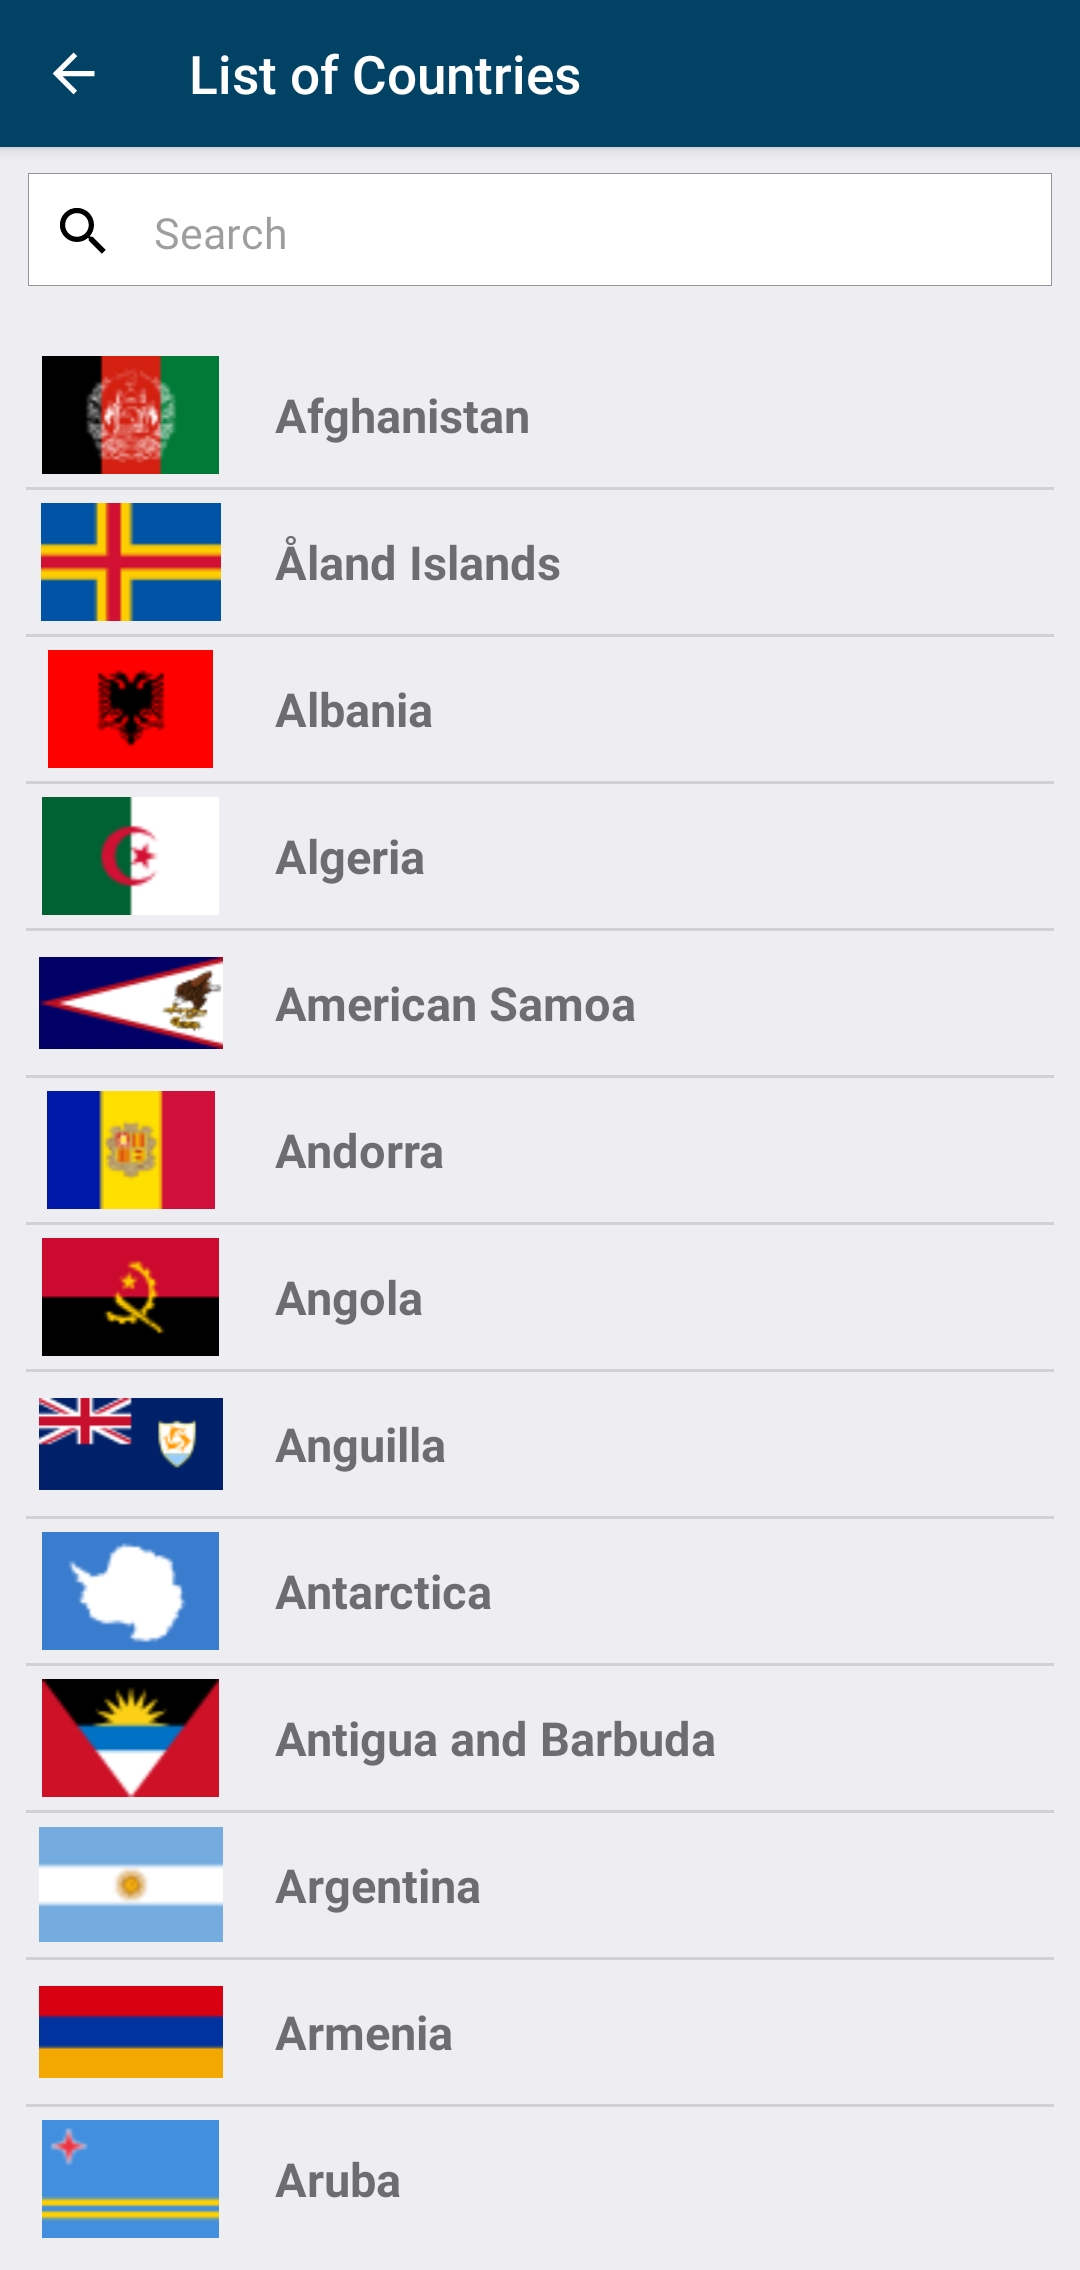 List of Countries
Search
Afghanistan
Åland Islands
Albania
Algeria
American Samoa
Andorra
Angola
Anguilla
Antarctica
Antigua and Barbuda
Argentina
Armenia
Aruba